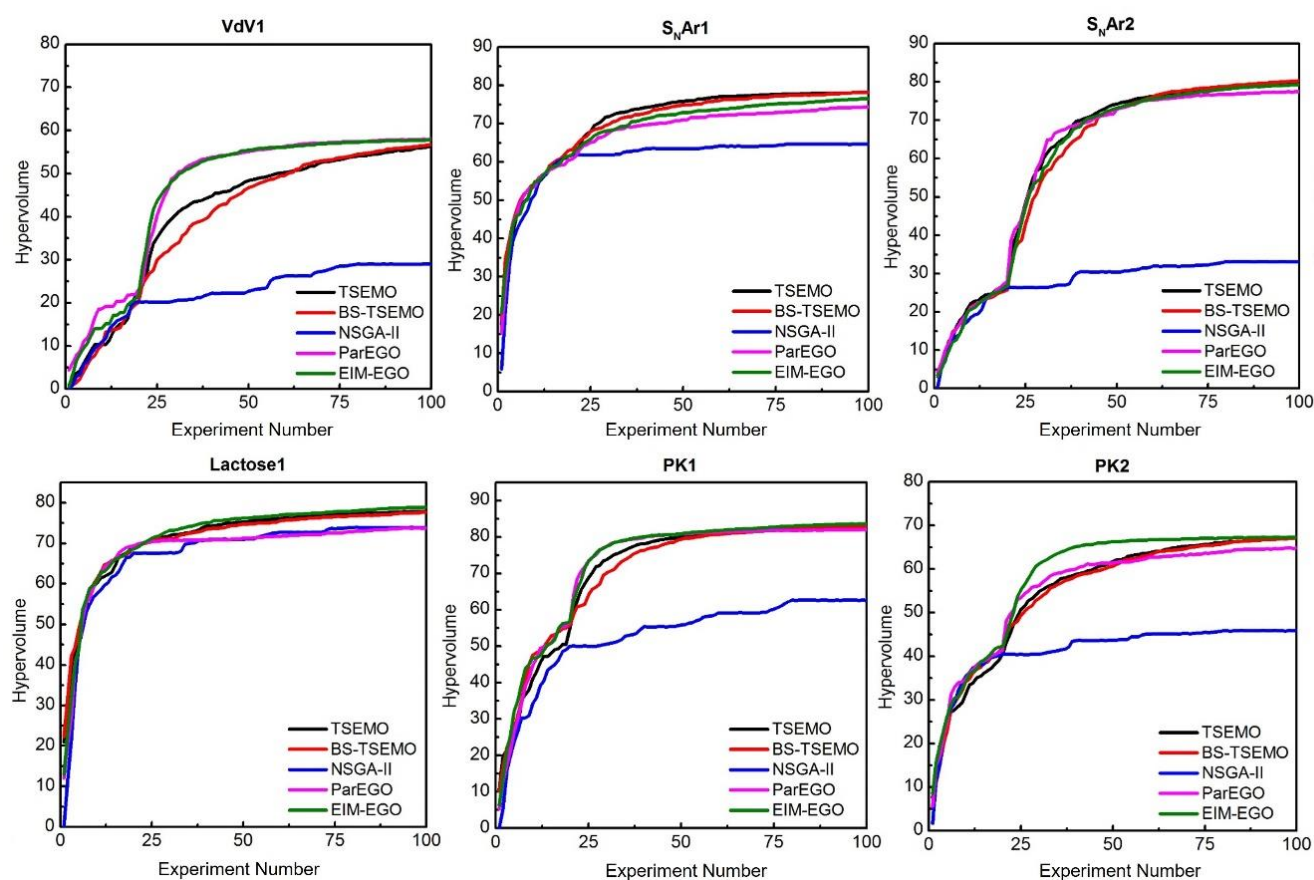 VdV1
80
70
60
50
40
30
20
10
0
Hypervolume
TSEMO
BS-TSEMO
NSGA-II
ParEGO
EIM-EGO
0 25 50 75 100
Experiment Number
S_NAr1
90
80
70
60
50
40
30
20
10
0
Hypervolume
TSEMO
BS-TSEMO
NSGA-II
ParEGO
EIM-EGO
0 25 50 75 100
Experiment Number
S_NAr2
90
80
70
60
50
40
30
20
10
0
Hypervolume
TSEMO
BS-TSEMO
NSGA-II
ParEGO
EIM-EGO
0 25 50 75 100
Experiment Number
Lactose1
80
70
60
50
40
30
20
10
0
Hypervolume
TSEMO
BS-TSEMO
NSGA-II
ParEGO
EIM-EGO
0 25 50 75 100
Experiment Number
PK1
90
80
70
60
50
40
30
20
10
0
Hypervolume
TSEMO
BS-TSEMO
NSGA-II
ParEGO
EIM-EGO
0 25 50 75 100
Experiment Number
PK2
80
70
60
50
40
30
20
10
0
Hypervolume
TSEMO
BS-TSEMO
NSGA-II
ParEGO
EIM-EGO
0 25 50 75 100
Experiment Number